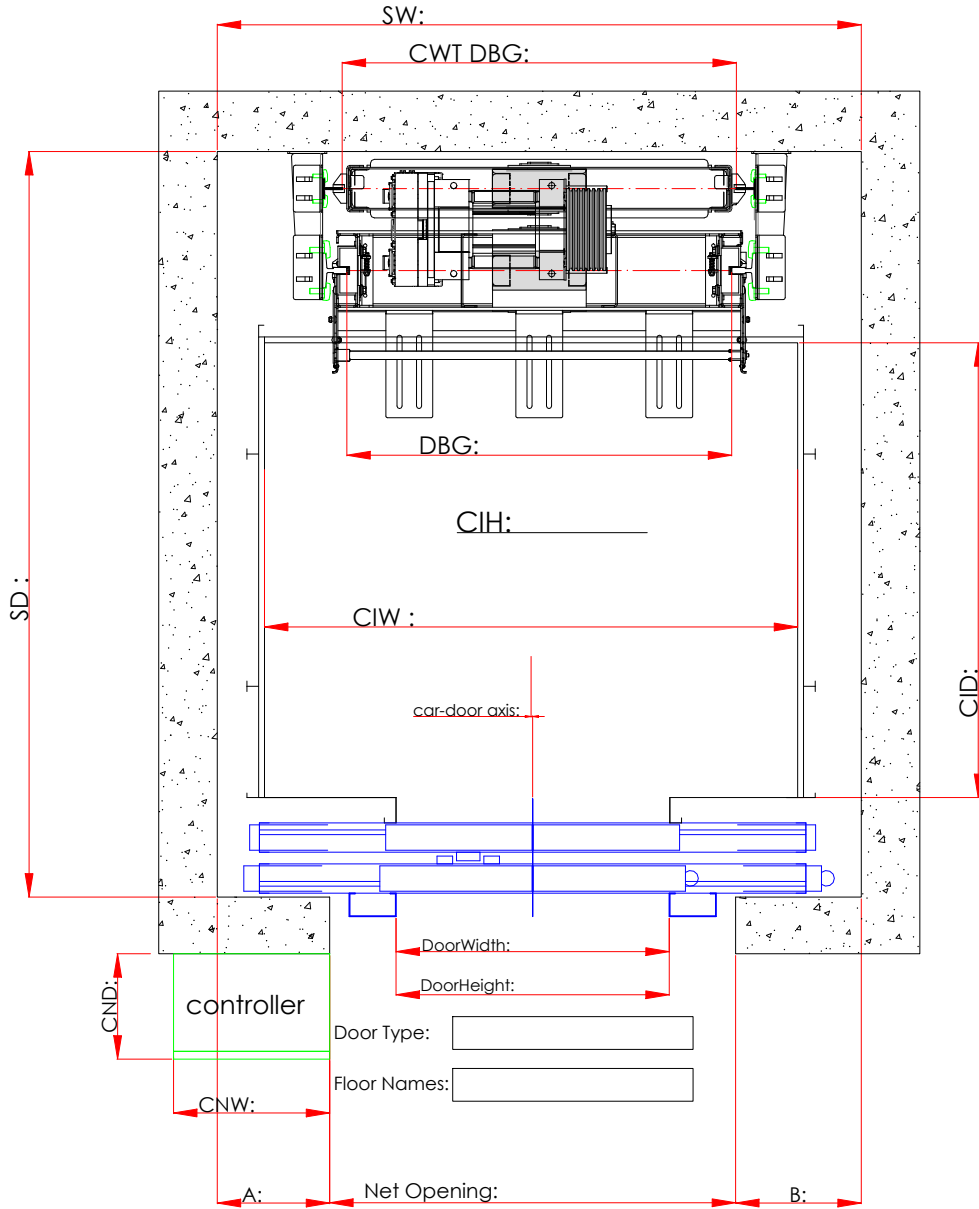 SW:
CWT DBG:
DBG:
CIH:
SD :
CIW :
CID:
car-door axis:
DoorWidth:
DoorHeight:
CND:
controller
Door Type:
Floor Names:
CNW:
A:
Net Opening:
B: